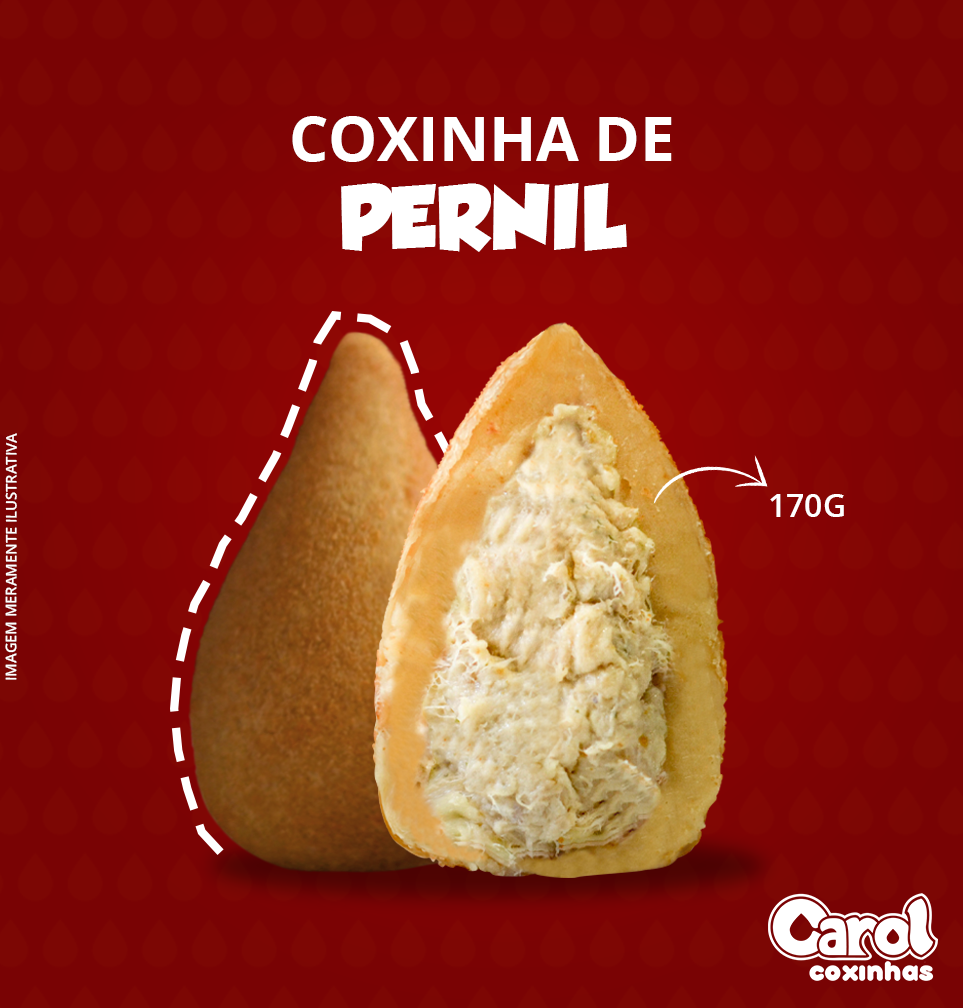 COXINHA DE
PERNIL
170G
IMAGEM MERAMENTE ILUSTRATIVA
Carol
coxinhas